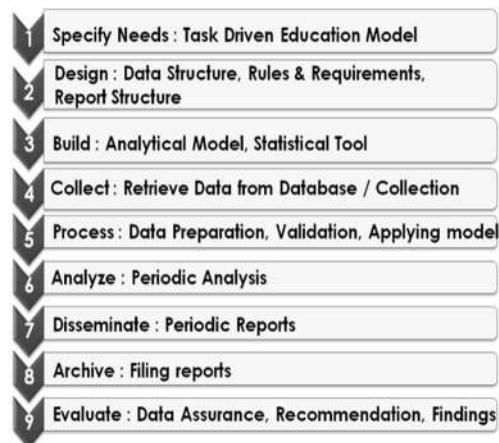 1 Specify Needs : Task Driven Education Model
2 Design : Data Structure, Rules & Requirements,
Report Structure
3 Build : Analytical Model, Statistical Tool
4 Collect : Retrieve Data from Database / Collection
5 Process : Data Preparation, Validation, Applying model
6 Analyze : Periodic Analysis
7 Disseminate : Periodic Reports
8 Archive : Filing reports
9 Evaluate : Data Assurance, Recommendation, Findings